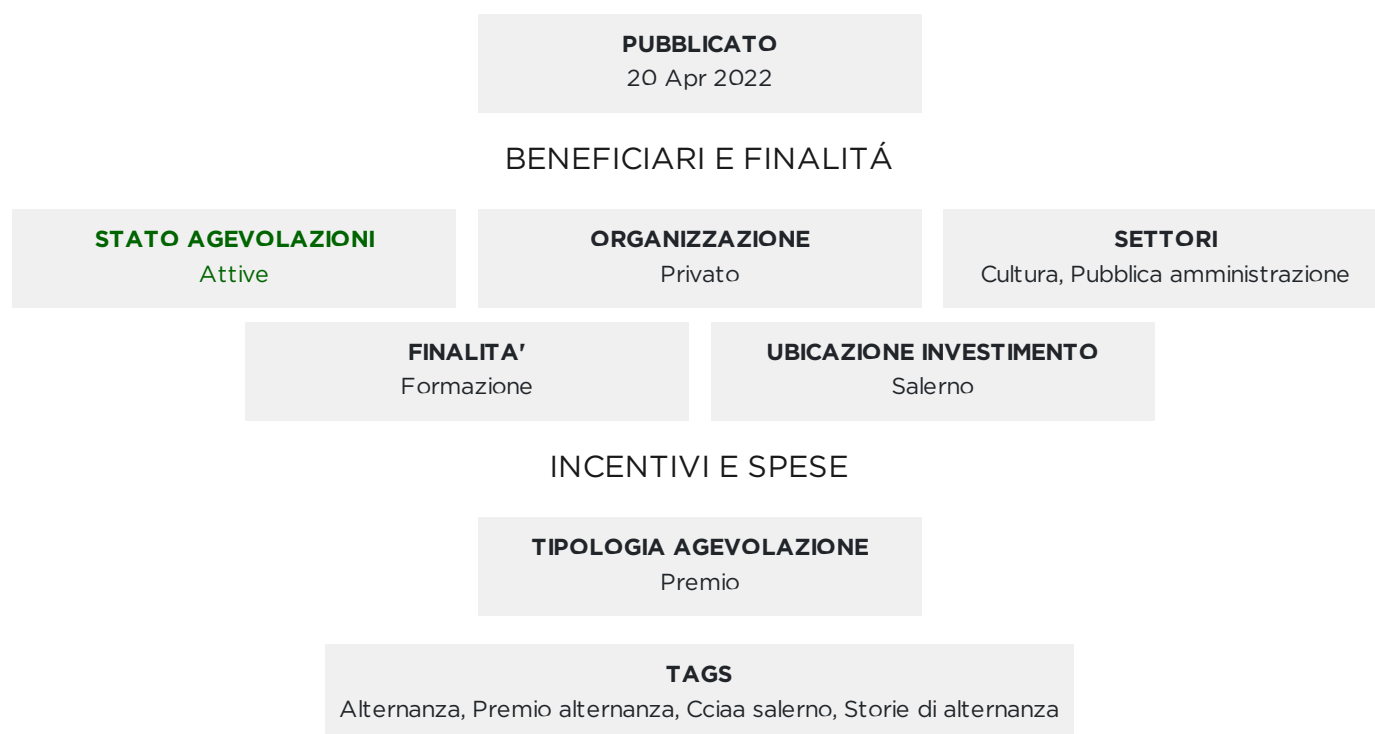 PUBBLICATO
20 Apr 2022
BENEFICIARI E FINALITÁ
STATO AGEVOLAZIONI
Attive
ORGANIZZAZIONE
Privato
SETTORI
Cultura, Pubblica amministrazione
FINALITA'
Formazione
UBICAZIONE INVESTIMENTO
Salerno
INCENTIVI E SPESE
TIPOLOGIA AGEVOLAZIONE
Premio
TAGS
Alternanza, Premio alternanza, Cciaa salerno, Storie di alternanza